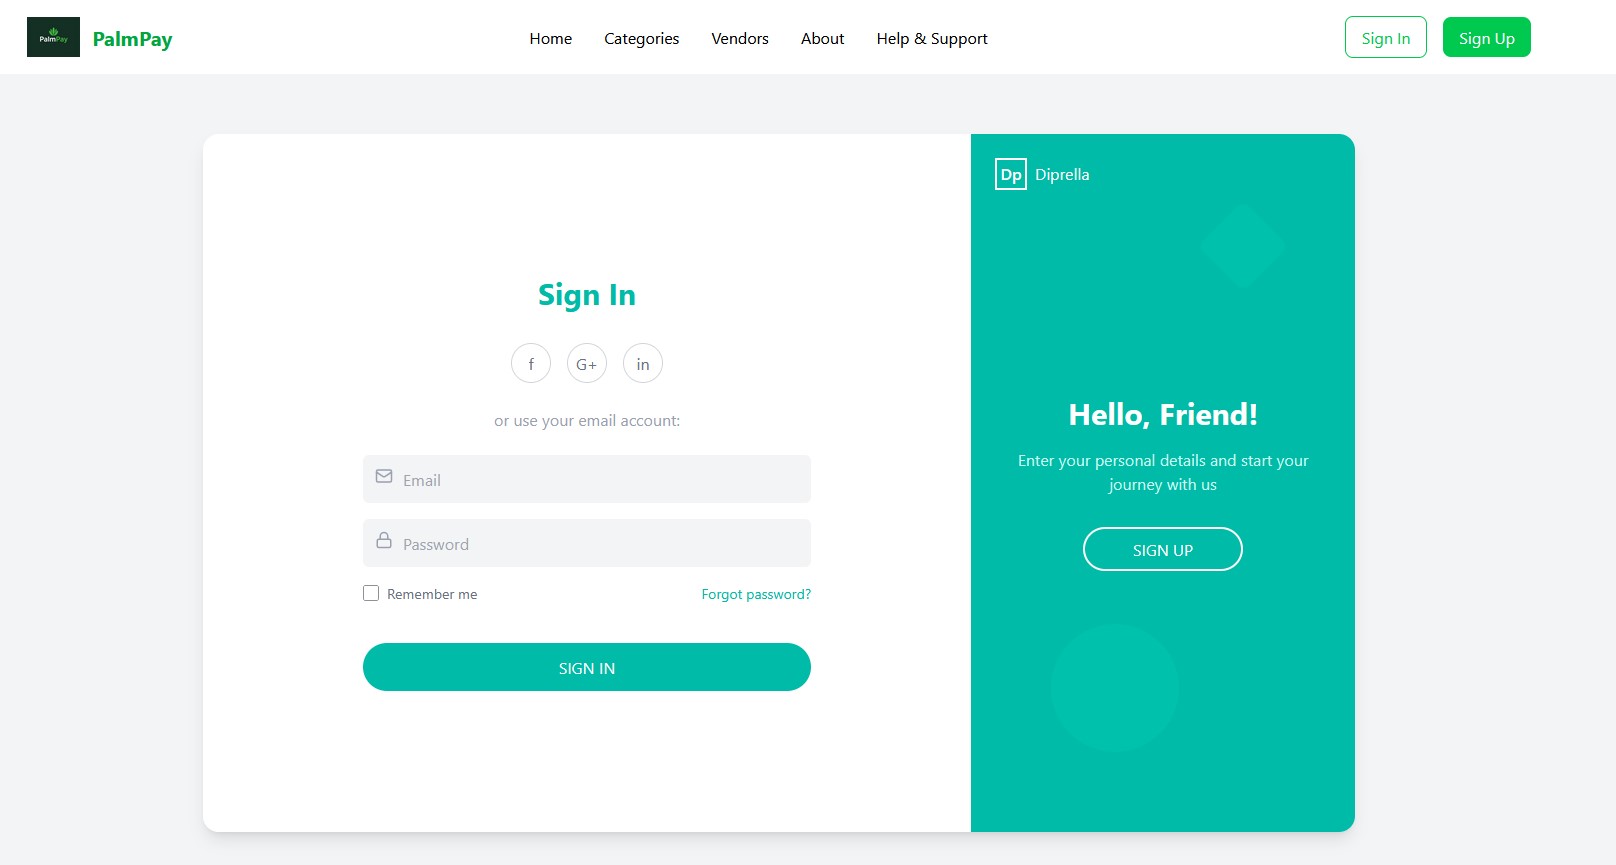 PalmPay
PalmPay
Home
Categories
Vendors
About
Help & Support
Sign In
Sign Up
Sign In
f
G+
in
or use your email account:
Email
Password
Remember me
Forgot password?
SIGN IN
Dp
Diprella
Hello, Friend!
Enter your personal details and start your
journey with us
SIGN UP